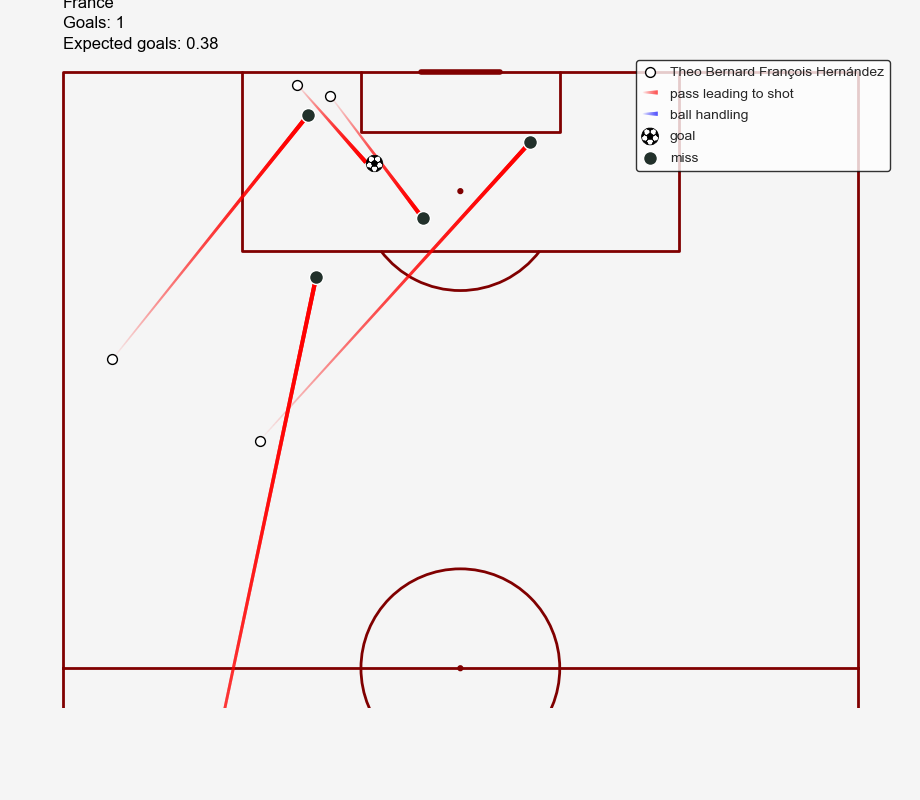 France
Goals: 1
Expected goals: 0.38
Theo Bernard François Hernández
pass leading to shot
ball handling
goal
miss